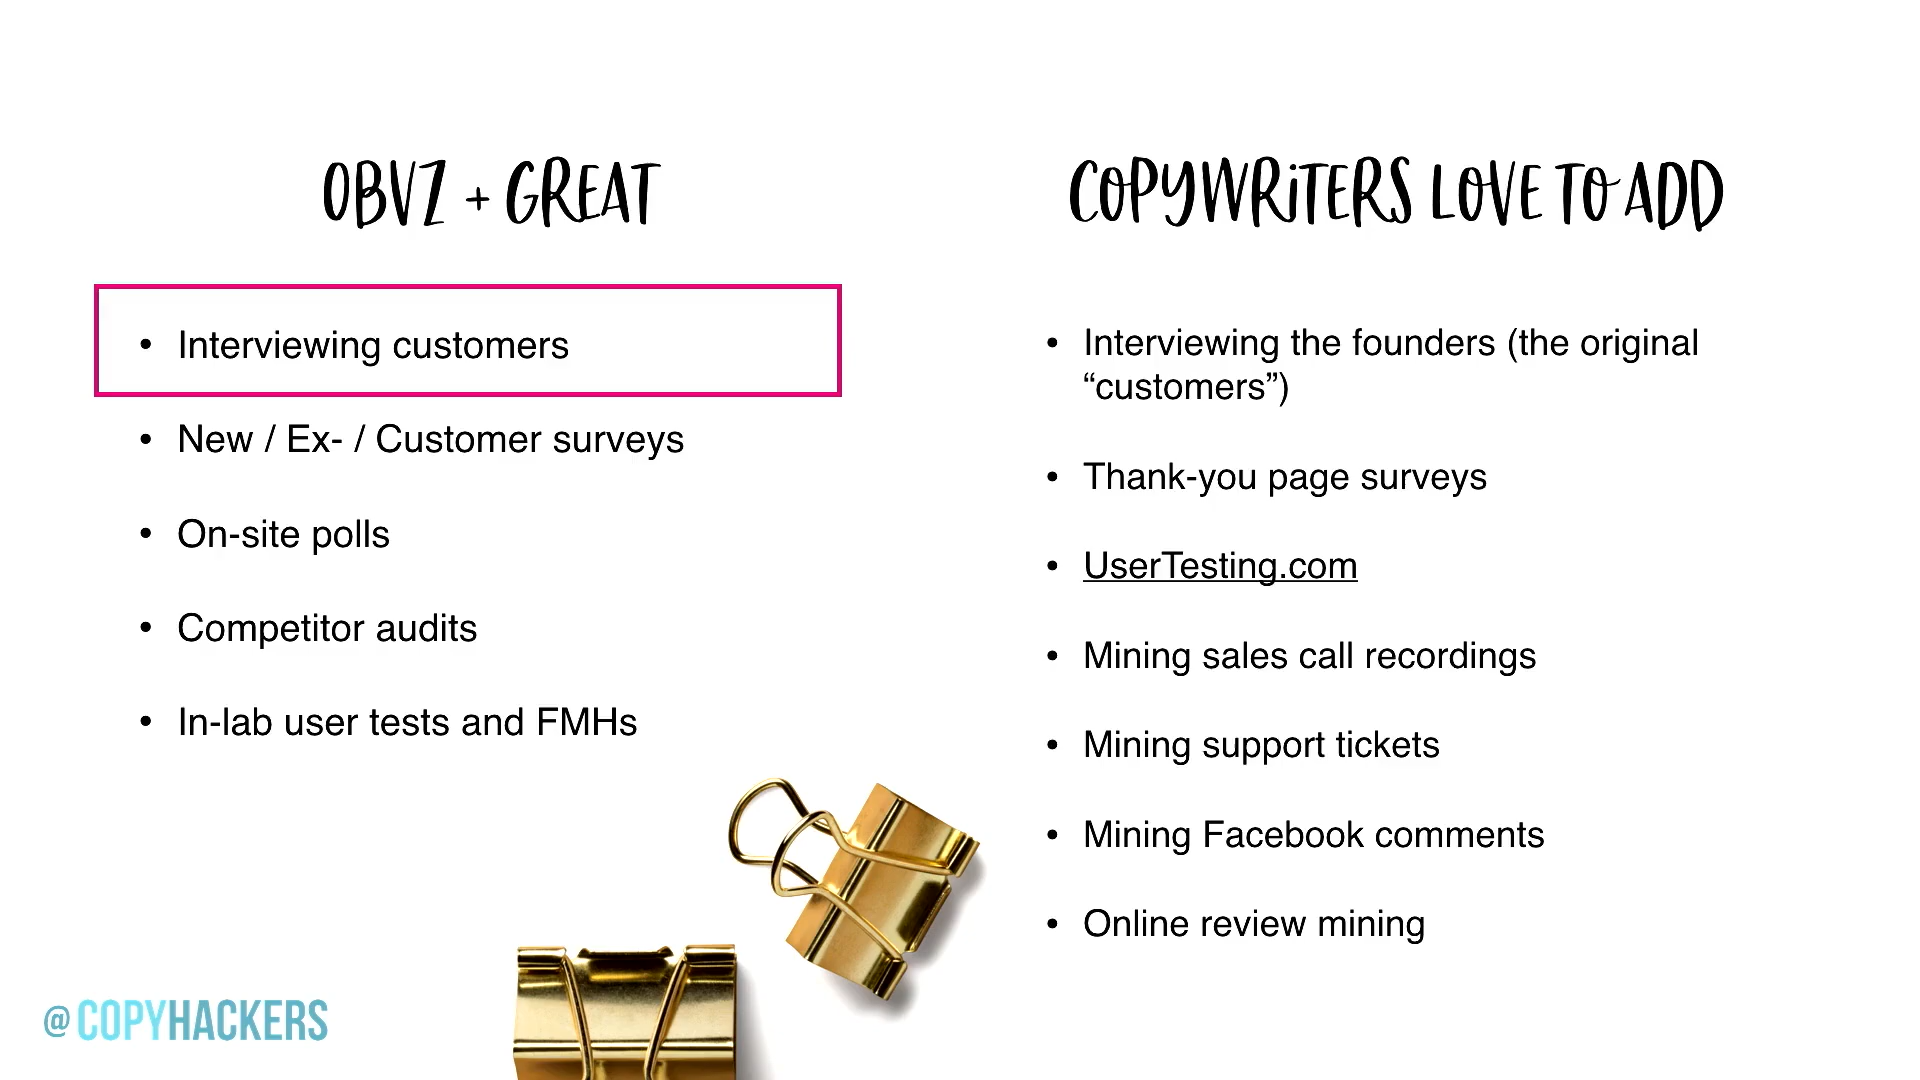 OBVZ + GREAT
• Interviewing customers
• New / Ex- / Customer surveys
• On-site polls
• Competitor audits
• In-lab user tests and FMHs
COPYWRiTERS LOVE TO ADD
• Interviewing the founders (the original
“customers”)
• Thank-you page surveys
• UserTesting.com
• Mining sales call recordings
• Mining support tickets
• Mining Facebook comments
• Online review mining
@COPYHACKERS